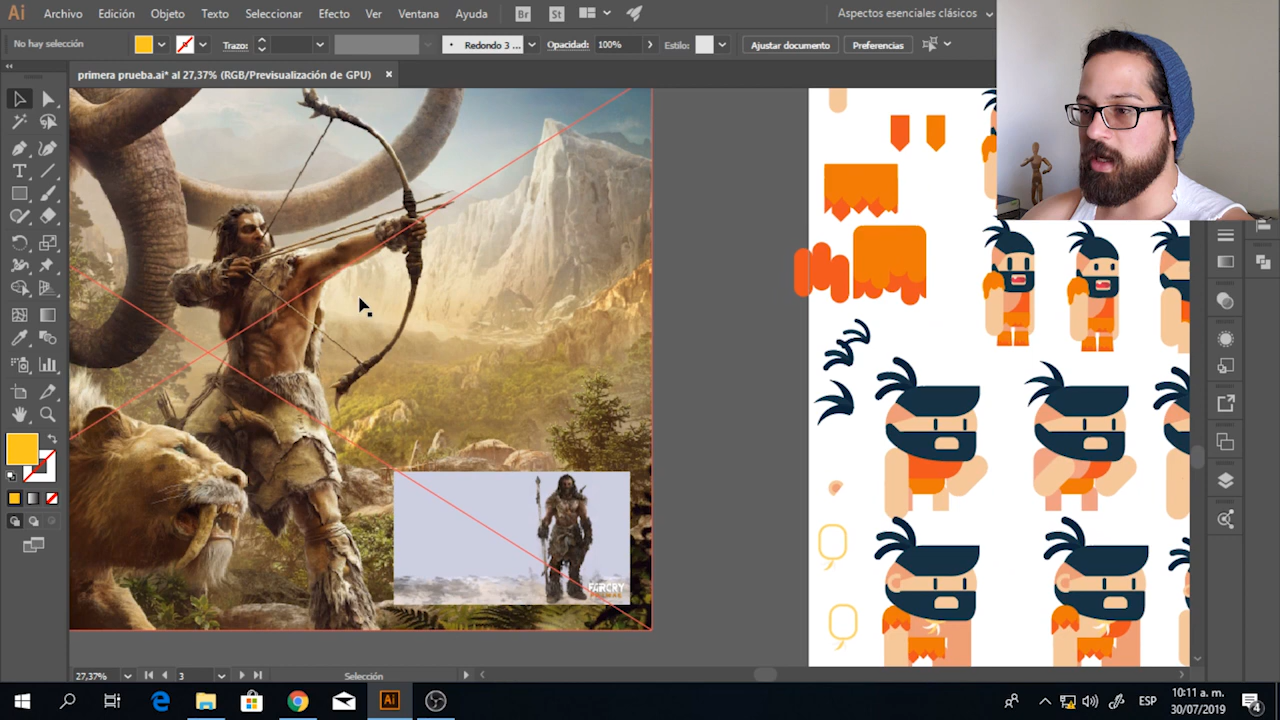 Ai Archivo Edición Objeto Texto Seleccionar Efecto Ver Ventana Ayuda Br St Aspectos esenciales clásicos
No hay selección Trazo: Redondo 3 ... Opacidad: 100% Estilo: Ajustar documento Preferencias
primera prueba.ai* al 27,37% (RGB/Previsualización de GPU) ×
FARCRY
27,37% 3 Selección
Ai ESP 10:11 a. m.
30/07/2019 4